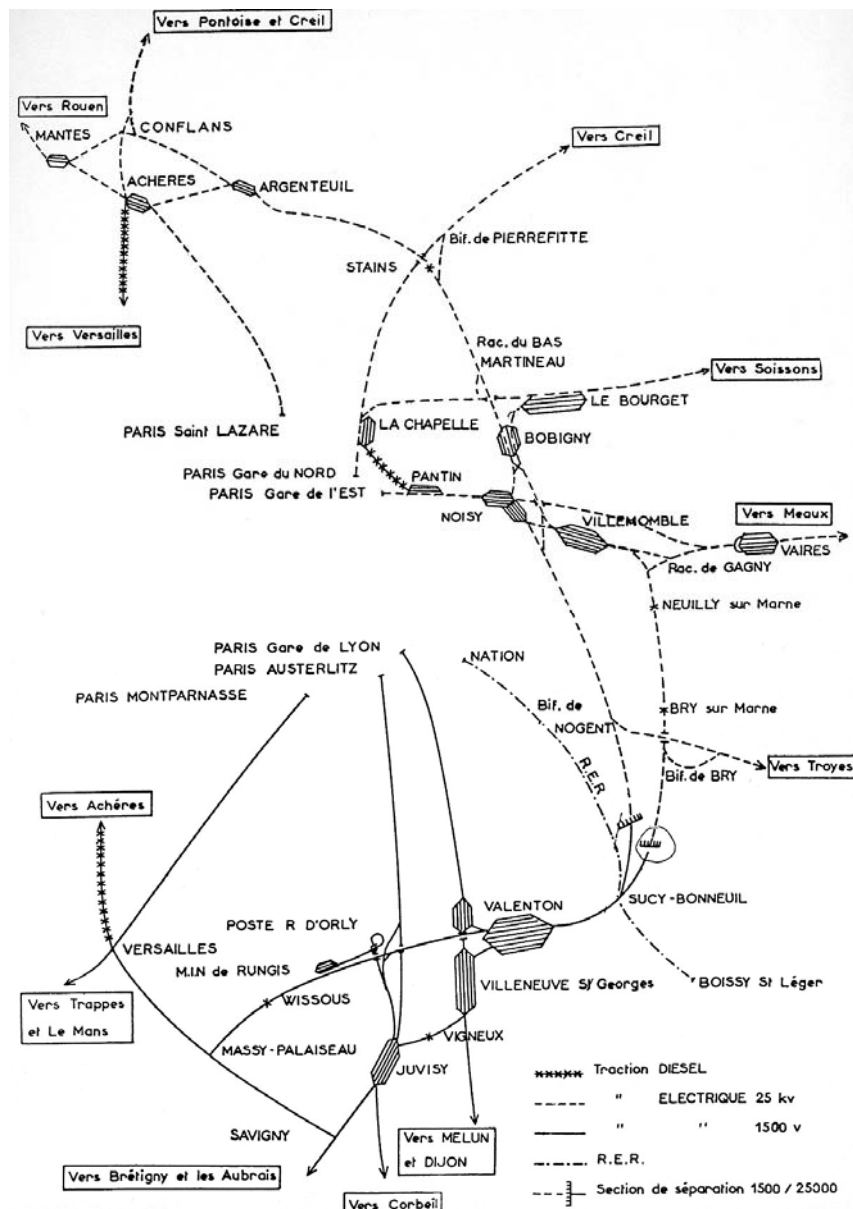 Vers Pontoise et Creil
Vers Rouen
MANTES
CONFLANS
Vers Creil
ACHERES
ARGENTEUIL
Bif. de PIERREFITTE
STAINS
Vers Versailles
Rac. du BAS
MARTINEAU
Vers Soissons
LE BOURGET
PARIS Saint LAZARE
LA CHAPELLE
BOBIGNY
PARIS Gare du NORD
PANTIN
PARIS Gare de l'EST
NOISY
VILLEMOMBLE
Vers Meaux
VAIRES
Rac. de GAGNY
NEUILLY sur Marne
PARIS Gare de LYON
PARIS AUSTERLITZ
NATION
PARIS MONTPARNASSE
Bif. de
NOGENT
BRY sur Marne
R.E.R
Vers Troyes
Bif. de BRY
Vers Achéres
VALENTON
SUCY-BONNEUIL
POSTE R D'ORLY
VERSAILLES
M.I.N de RUNGIS
VILLENEUVE St Georges
BOISSY St Léger
Vers Trappes
et Le Mans
WISSOUS
VIGNEUX
MASSY-PALAISEAU
JUVISY
Traction DIESEL
" ELECTRIQUE 25 kv
SAVIGNY
Vers MELUN
et DIJON
" " 1500 v
R.E.R.
Vers Brétigny et les Aubrais
Section de séparation 1500 / 25000
Vers Corbeil